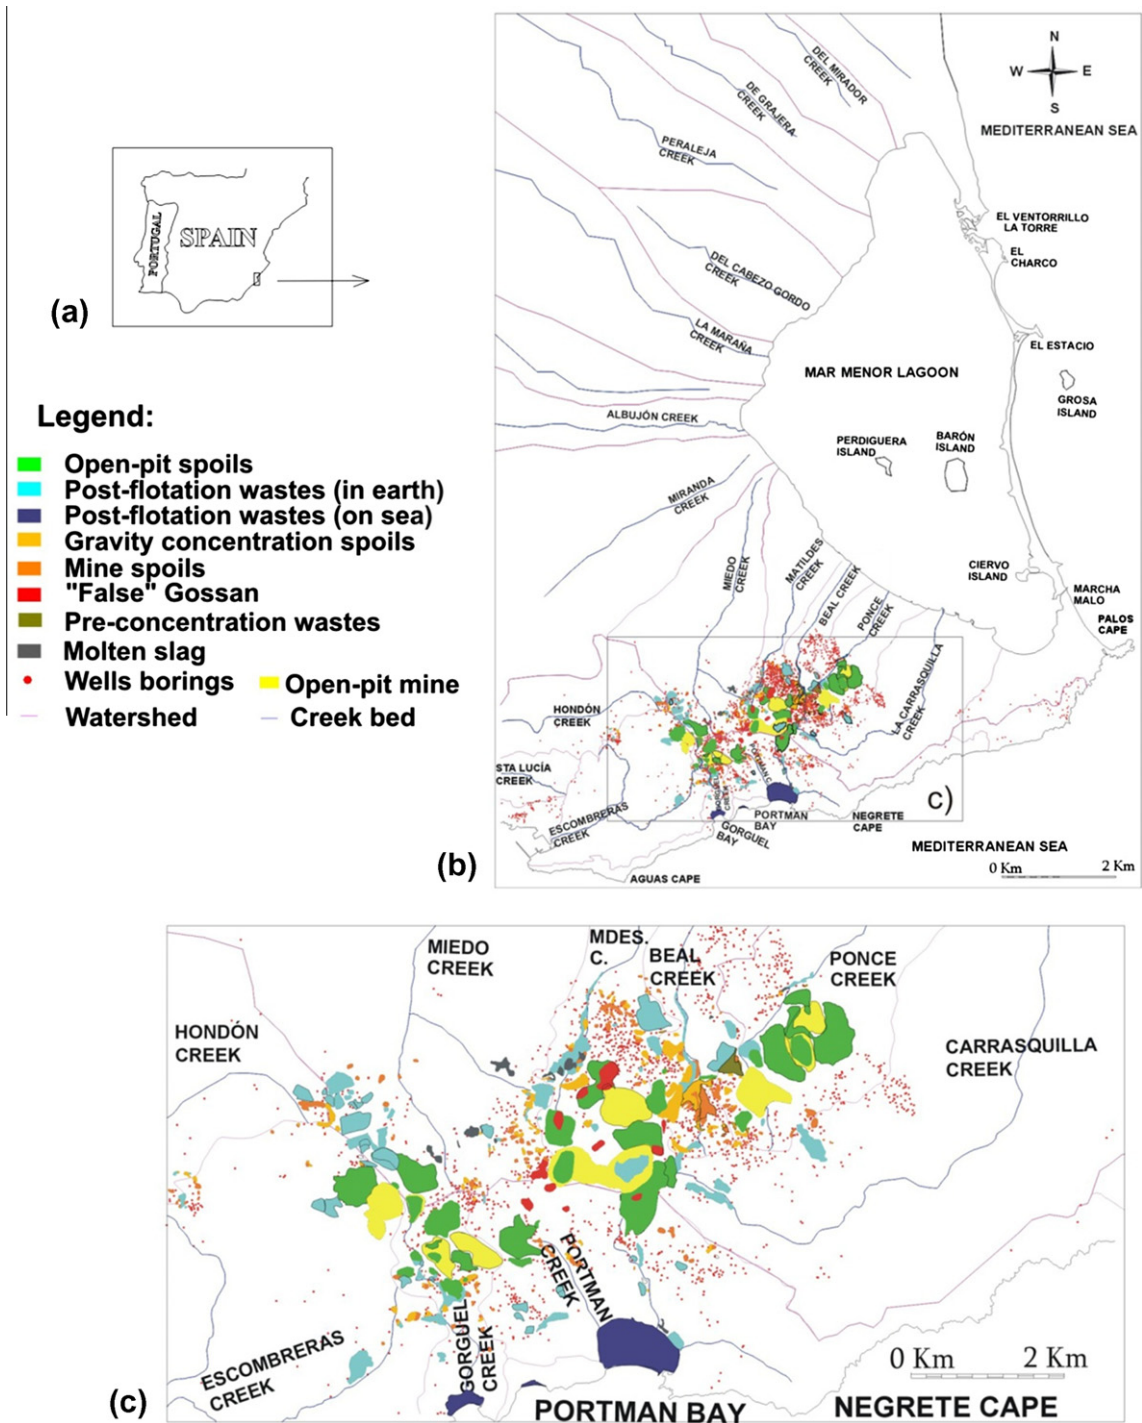 (a)
PORTUGAL
SPAIN
Legend:
Open-pit spoils
Post-flotation wastes (in earth)
Post-flotation wastes (on sea)
Gravity concentration spoils
Mine spoils
"False" Gossan
Pre-concentration wastes
Molten slag
Wells borings
Open-pit mine
Watershed
Creek bed
(b)
N
W
E
S
MEDITERRANEAN SEA
DEL MIRADOR
CREEK
DE GRAJERA
CREEK
PERALEJA
CREEK
DEL CABEZO GORDO
CREEK
LA MARAÑA
CREEK
ALBUJÓN CREEK
MIRANDA
CREEK
MIEDO
CREEK
MATILDES
CREEK
BEAL CREEK
PONCE
CREEK
LA CARRASQUILLA
CREEK
EL VENTORRILLO
LA TORRE
EL
CHARCO
EL ESTACIO
GROSA
ISLAND
MAR MENOR LAGOON
PERDIGUERA
ISLAND
BARÓN
ISLAND
CIERVO
ISLAND
MARCHA
MALO
PALOS
CAPE
HONDÓN
CREEK
STA LUCÍA
CREEK
ESCOMBRERAS
CREEK
GORGUEL
CREEK
PORTMAN C.
GORGUEL
BAY
PORTMAN
BAY
NEGRETE
CAPE
c)
AGUAS CAPE
MEDITERRANEAN SEA
0 Km
2 Km
(c)
MIEDO
CREEK
MDES.
C.
BEAL
CREEK
PONCE
CREEK
HONDÓN
CREEK
CARRASQUILLA
CREEK
PORTMAN
CREEK
GORGUEL
CREEK
ESCOMBRERAS
CREEK
0 Km
2 Km
PORTMAN BAY
NEGRETE CAPE